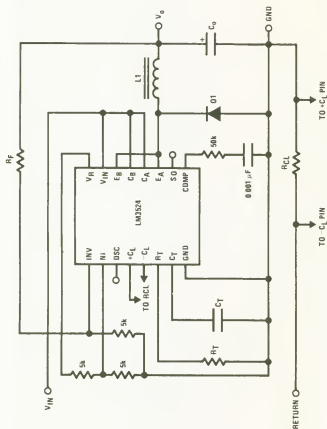 RF
VIN
5k
5k
5k
INV
Ni
OSC
+CL
-CL
RT
CT
GND
LM3524
VR
VIN
EB
CB
CA
EA
SD
COMP
TO RCL
RT
CT
50k
0.001 µF
L1
D1
Vo
+
Co
GND
RETURN
RCL
TO -CL PIN
TO +CL PIN